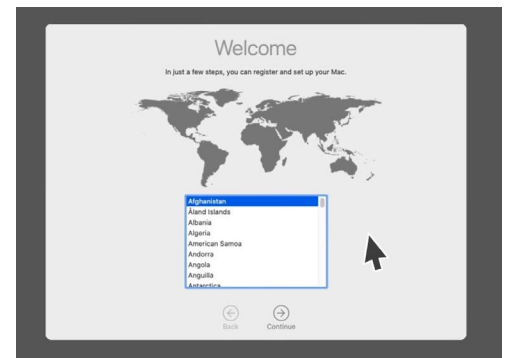 Welcome
In just a few steps, you can register and set up your Mac.
Afghanistan
Åland Islands
Albania
Algeria
American Samoa
Andorra
Angola
Anguilla
Antarctica
Back Continue